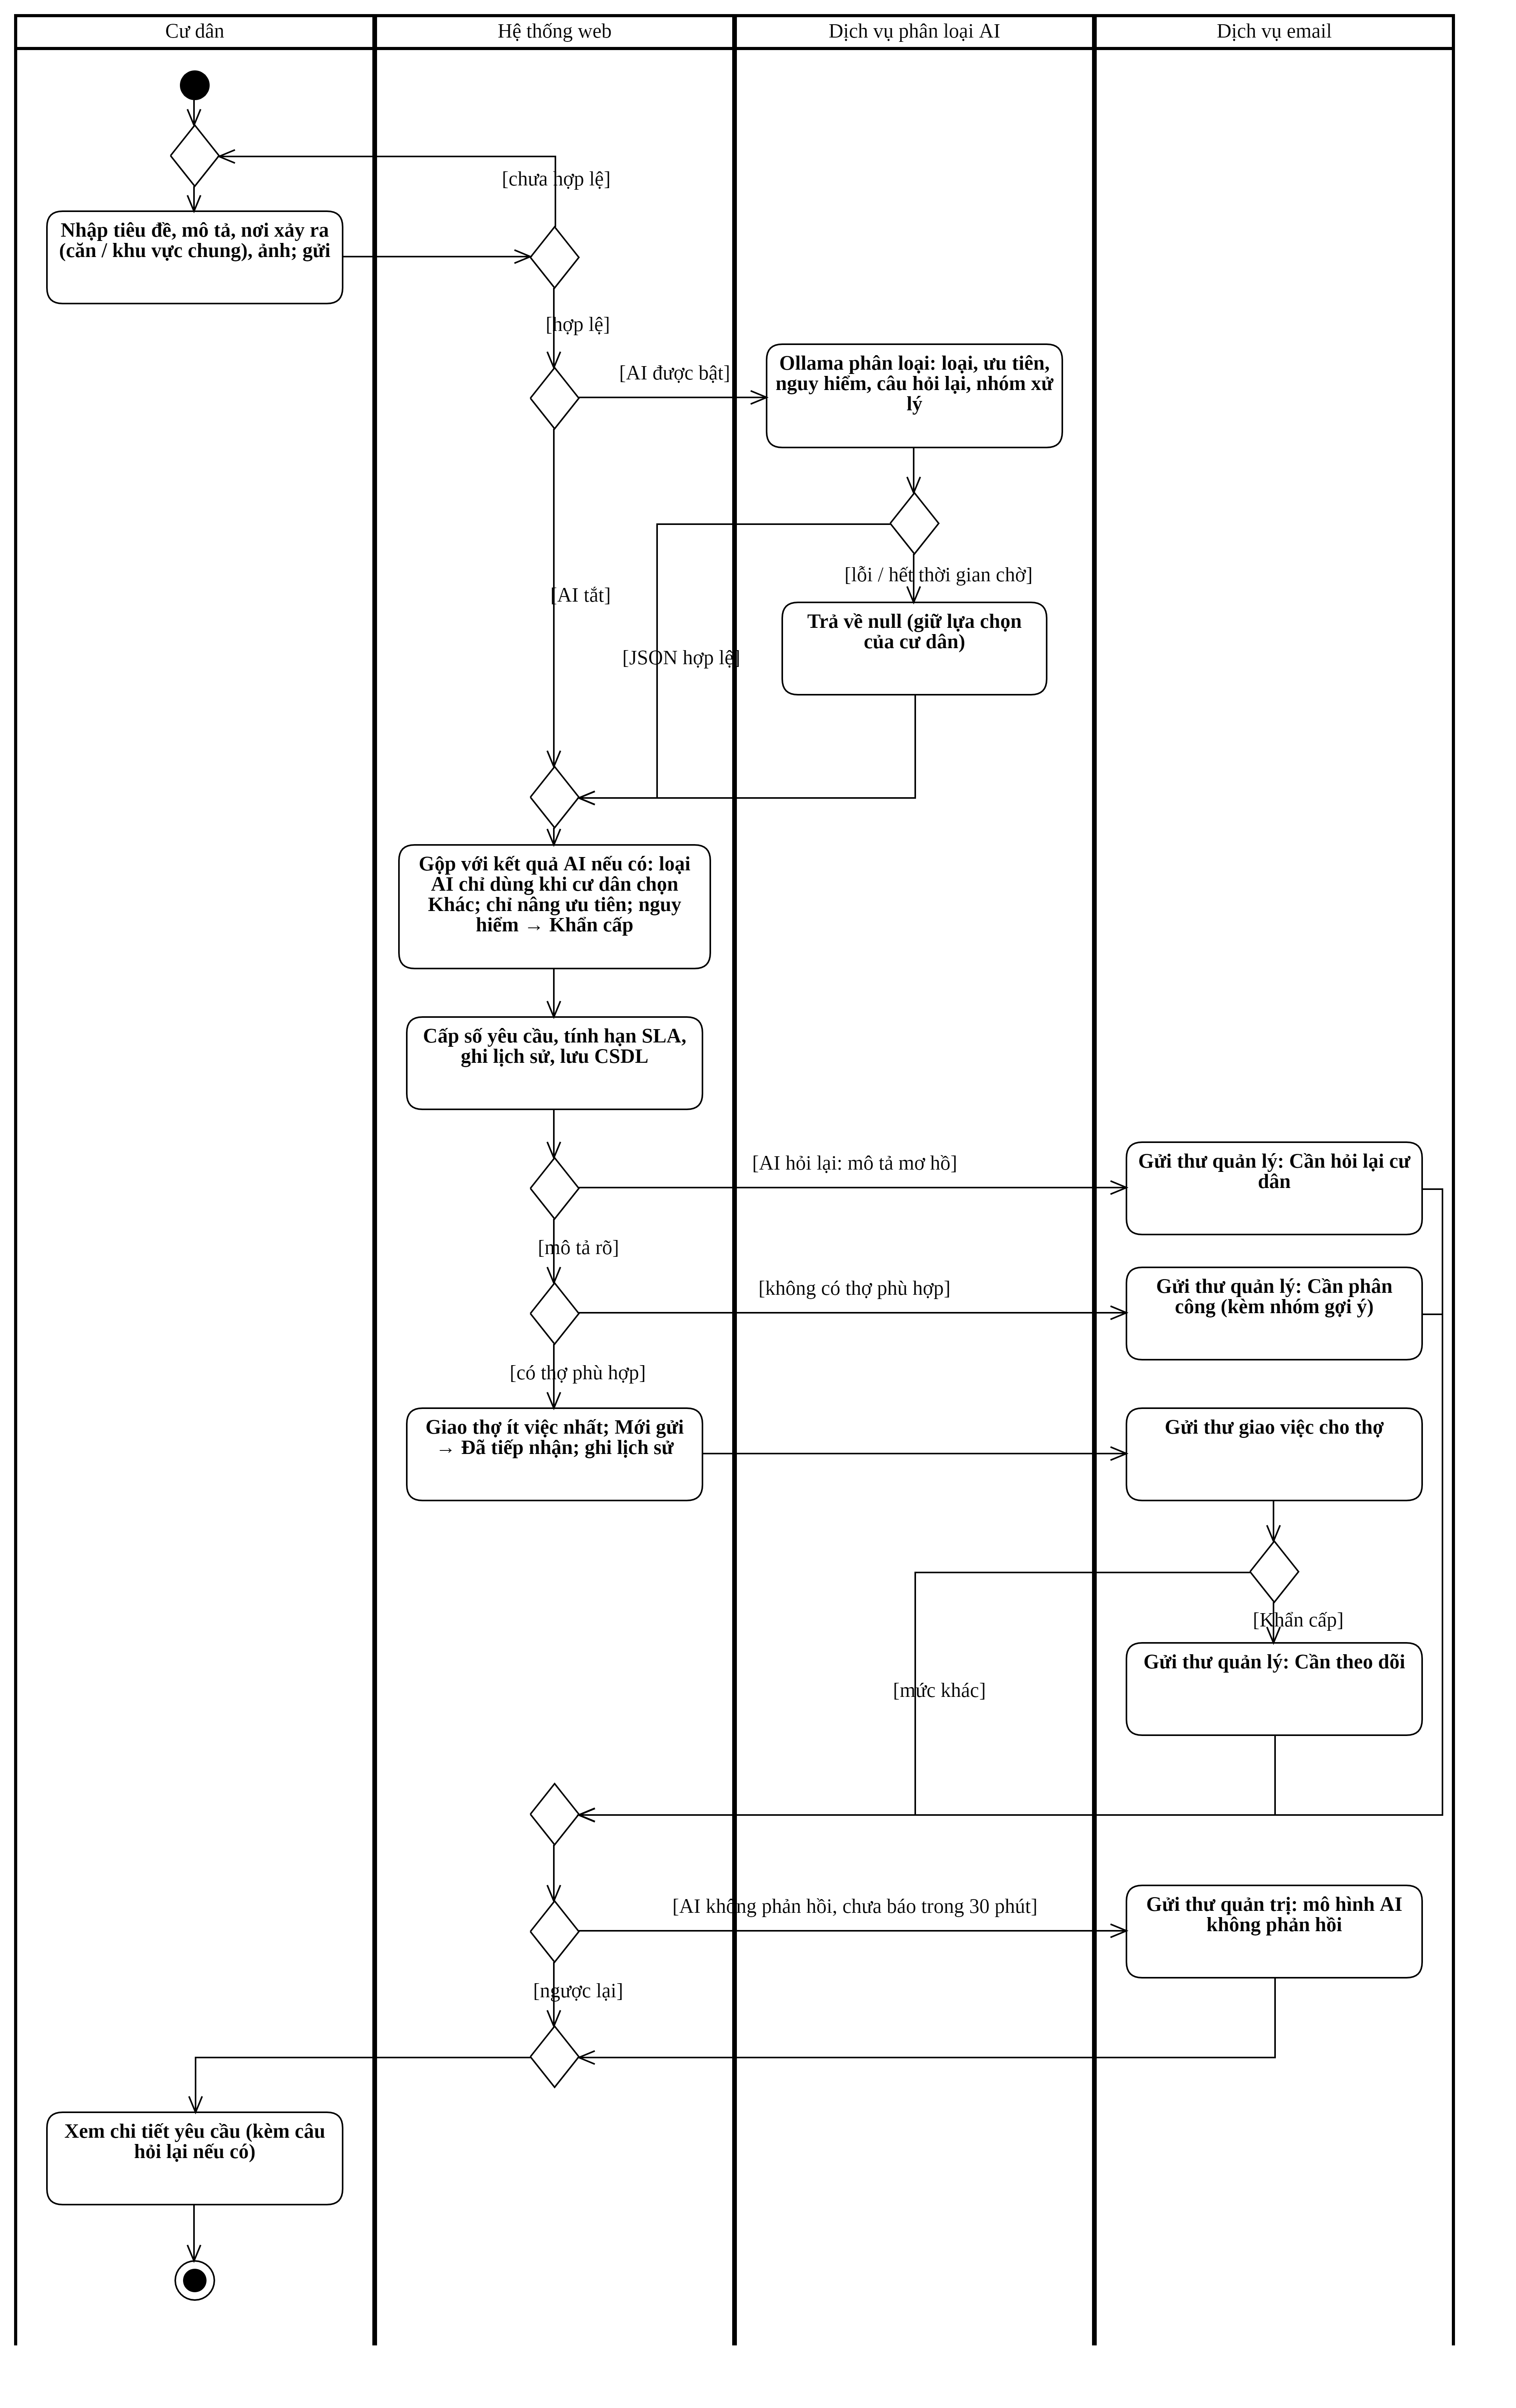 Cư dân
Hệ thống web
Dịch vụ phân loại AI
Dịch vụ email
[chưa hợp lệ]
Nhập tiêu đề, mô tả, nơi xảy ra
(căn / khu vực chung), ảnh; gửi
[hợp lệ]
[AI được bật]
Ollama phân loại: loại, ưu tiên,
nguy hiểm, câu hỏi lại, nhóm xử
lý
[lỗi / hết thời gian chờ]
[AI tắt]
Trả về null (giữ lựa chọn
của cư dân)
[JSON hợp lệ]
Gộp với kết quả AI nếu có: loại
AI chỉ dùng khi cư dân chọn
Khác; chỉ nâng ưu tiên; nguy
hiểm → Khẩn cấp
Cấp số yêu cầu, tính hạn SLA,
ghi lịch sử, lưu CSDL
[AI hỏi lại: mô tả mơ hồ]
Gửi thư quản lý: Cần hỏi lại cư
dân
[mô tả rõ]
[không có thợ phù hợp]
Gửi thư quản lý: Cần phân
công (kèm nhóm gợi ý)
[có thợ phù hợp]
Giao thợ ít việc nhất; Mới gửi
→ Đã tiếp nhận; ghi lịch sử
Gửi thư giao việc cho thợ
[Khẩn cấp]
Gửi thư quản lý: Cần theo dõi
[mức khác]
[AI không phản hồi, chưa báo trong 30 phút]
Gửi thư quản trị: mô hình AI
không phản hồi
[ngược lại]
Xem chi tiết yêu cầu (kèm câu
hỏi lại nếu có)